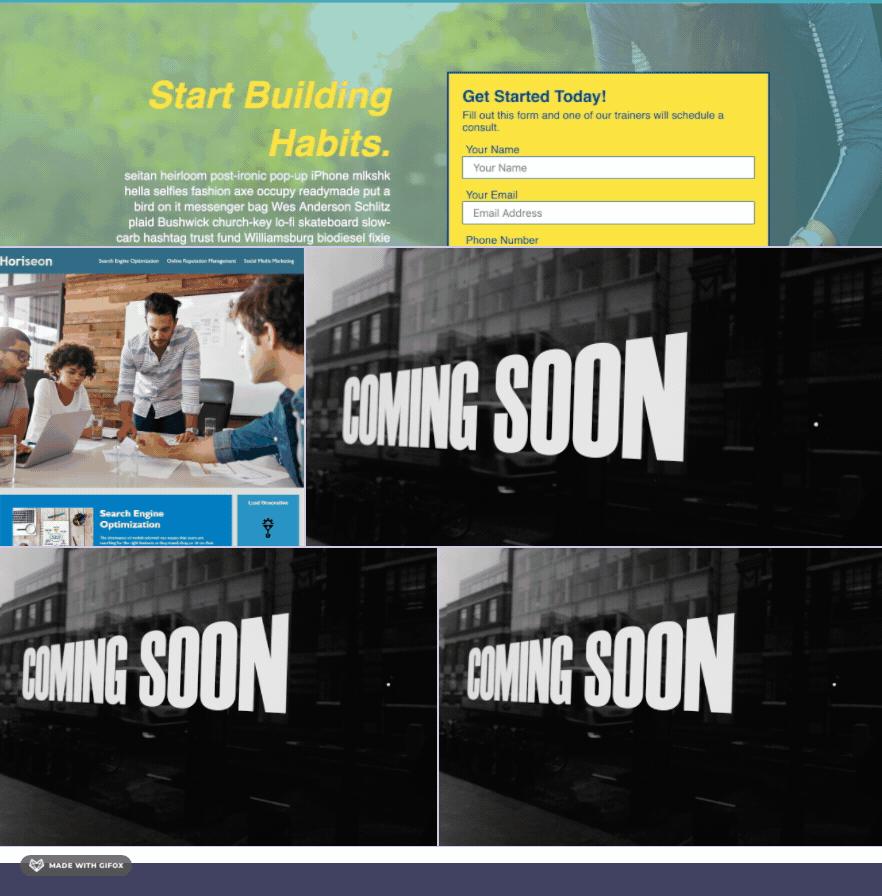 Start Building
Habits.
seitan heirloom post-ironic pop-up iPhone mlkshk
hella selfies fashion axe occupy readymade put a
bird on it messenger bag Wes Anderson Schlitz
plaid Bushwick church-key lo-fi skateboard slow-
carb hashtag trust fund Williamsburg biodiesel fixie
Get Started Today!
Fill out this form and one of our trainers will schedule a
consult.
Your Name
Your Name
Your Email
Email Address
Phone Number
Horiseon
Search Engine Optimization
Online Reputation Management
Social Media Marketing
Search Engine
Optimization
Lead Generation
COMING SOON
COMING SOON
COMING SOON
MADE WITH GIFOX